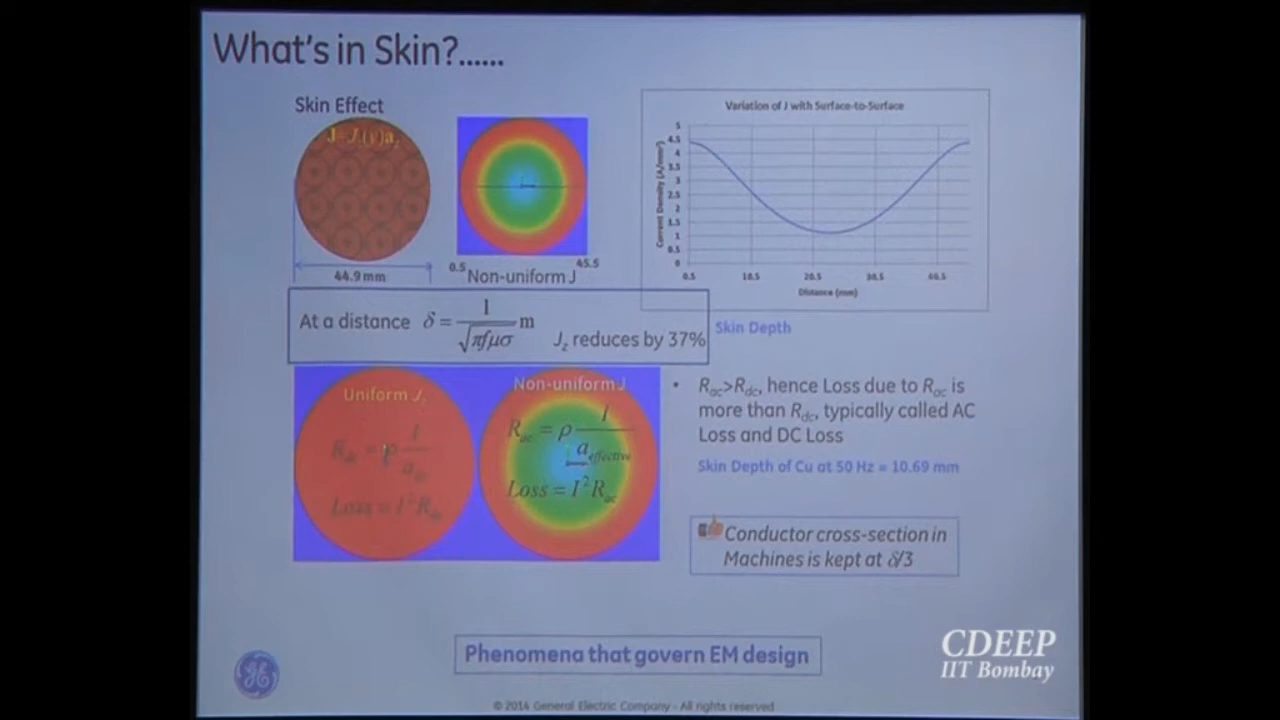 What's in Skin?......
Skin Effect
J=J_z(y)a_z
44.9 mm
0.5
45.5
Non-uniform J
Variation of J with Surface-to-Surface
Current Density (A/mm²)
5
4.5
4
3.5
3
2.5
2
1.5
1
0.5
0
0.5 10.5 20.5 30.5 40.5
Distance (mm)
At a distance δ = 1/√(πfμσ) m J_z reduces by 37%
Skin Depth
Uniform J_z
R_dc = ρ l/a_dc
Loss = I²R_dc
Non-uniform J
R_ac = ρ l/a_effective
Loss = I²R_ac
• R_ac>R_dc, hence Loss due to R_ac is
more than R_dc, typically called AC
Loss and DC Loss
Skin Depth of Cu at 50 Hz = 10.69 mm
Conductor cross-section in
Machines is kept at δ/3
Phenomena that govern EM design
GE
© 2014 General Electric Company - All rights reserved
CDEEP
IIT Bombay